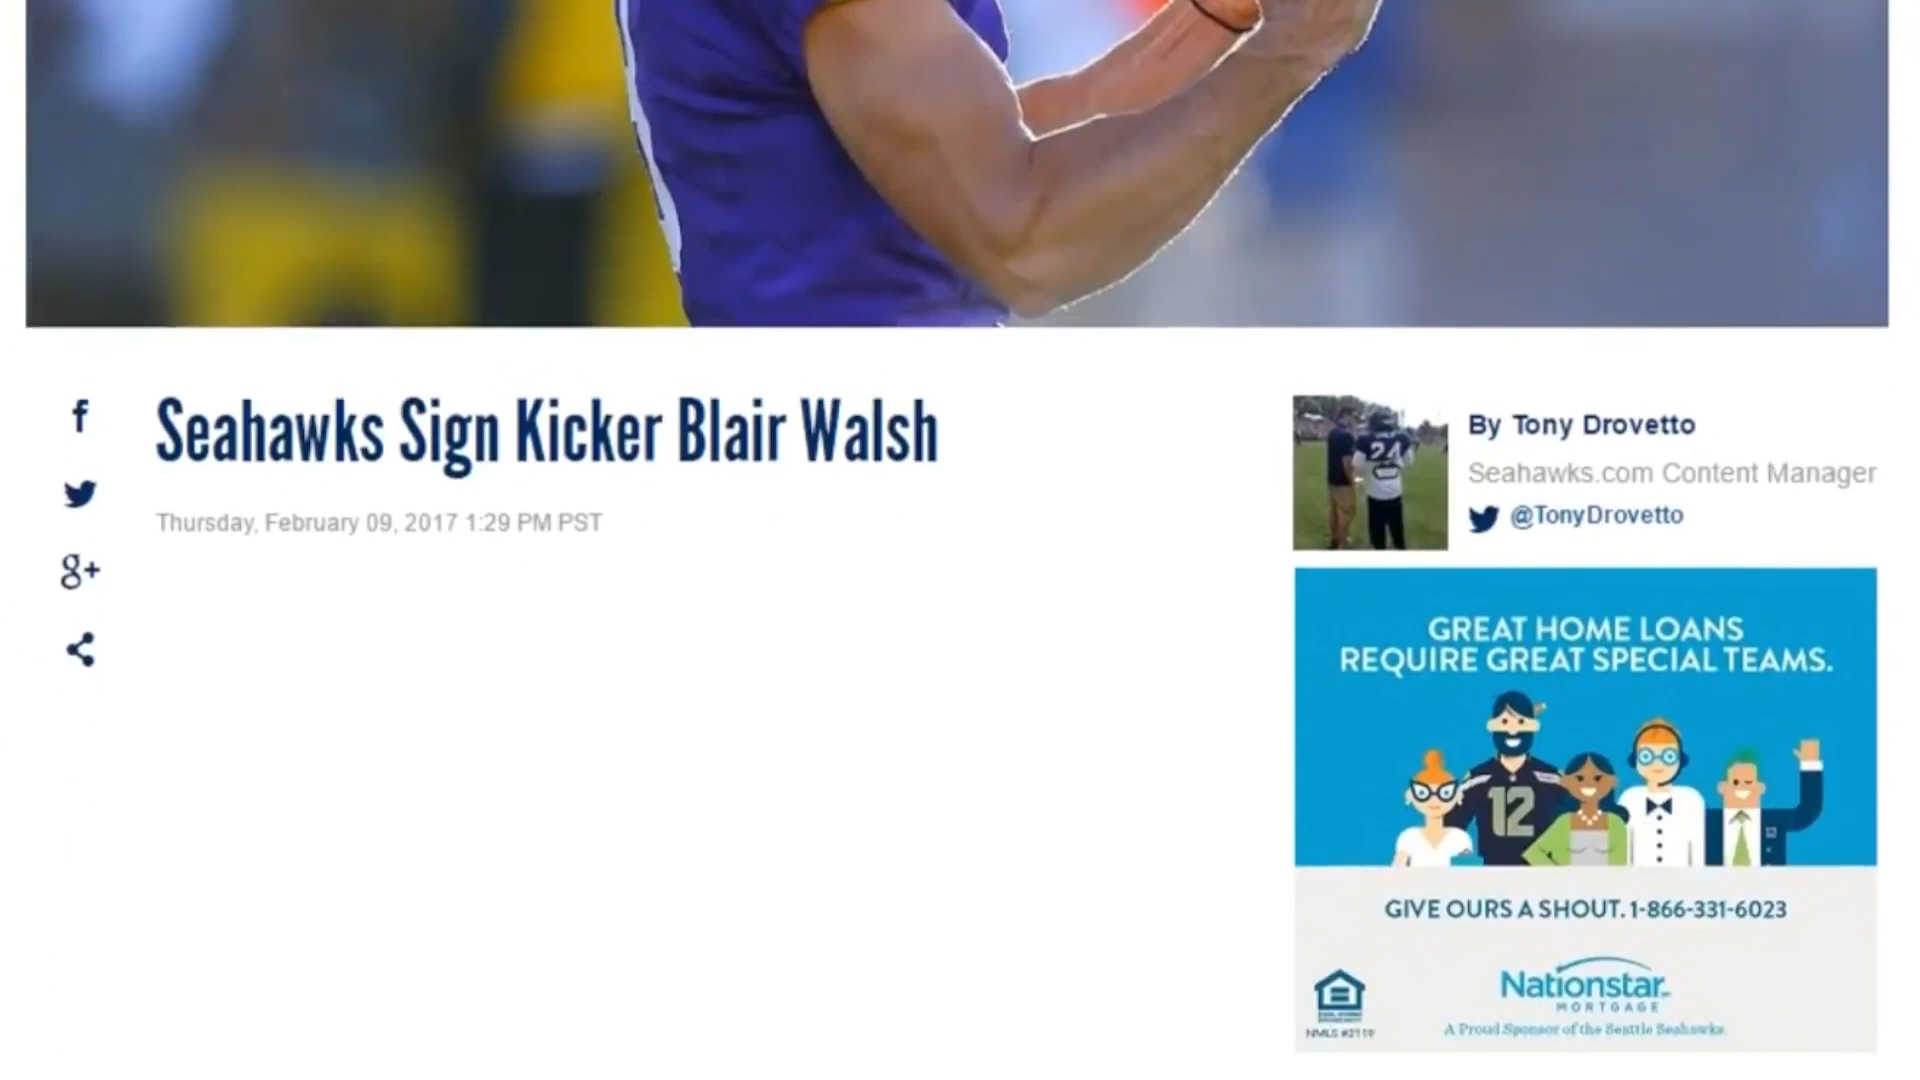 f
Seahawks Sign Kicker Blair Walsh
Thursday, February 09, 2017 1:29 PM PST
8+
24
By Tony Drovetto
Seahawks.com Content Manager
@TonyDrovetto
GREAT HOME LOANS
REQUIRE GREAT SPECIAL TEAMS.
12
GIVE OURS A SHOUT. 1-866-331-6023
Nationstar
MORTGAGE
NMLS #2119
A Proud Sponsor of the Seattle Seahawks.